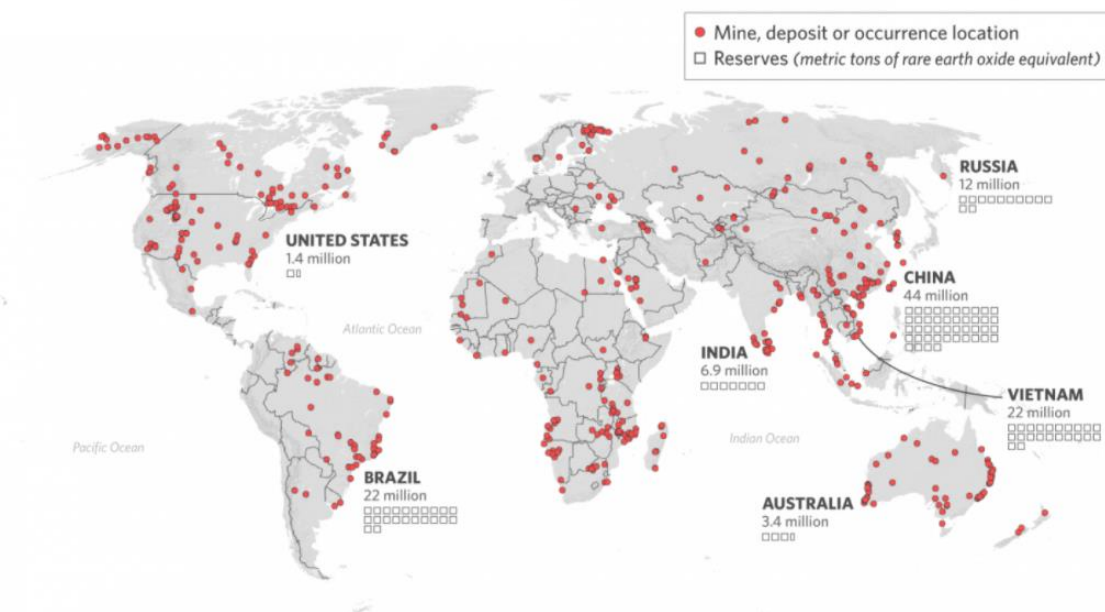 Mine, deposit or occurrence location
Reserves (metric tons of rare earth oxide equivalent)
RUSSIA
12 million
UNITED STATES
1.4 million
CHINA
44 million
Atlantic Ocean
INDIA
6.9 million
VIETNAM
22 million
Pacific Ocean
Indian Ocean
BRAZIL
22 million
AUSTRALIA
3.4 million